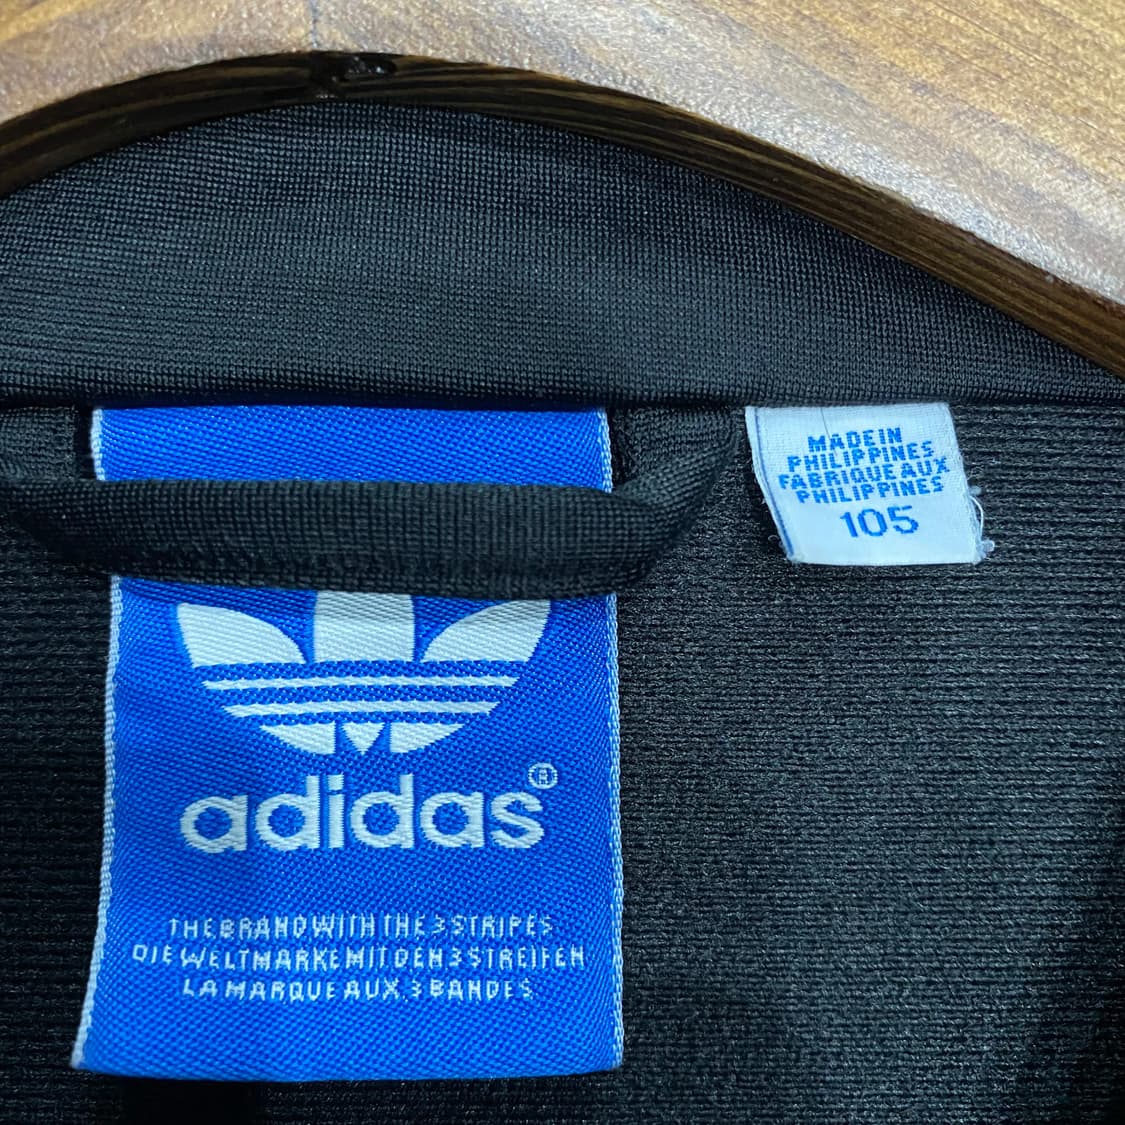 MADE IN
PHILIPPINES
FABRIQUE AUX
PHILIPPINES
105
adidas®
THE BRAND WITH THE 3 STRIPES
DIE WELTMARKE MIT DEN 3 STREIFEN
LA MARQUE AUX 3 BANDES